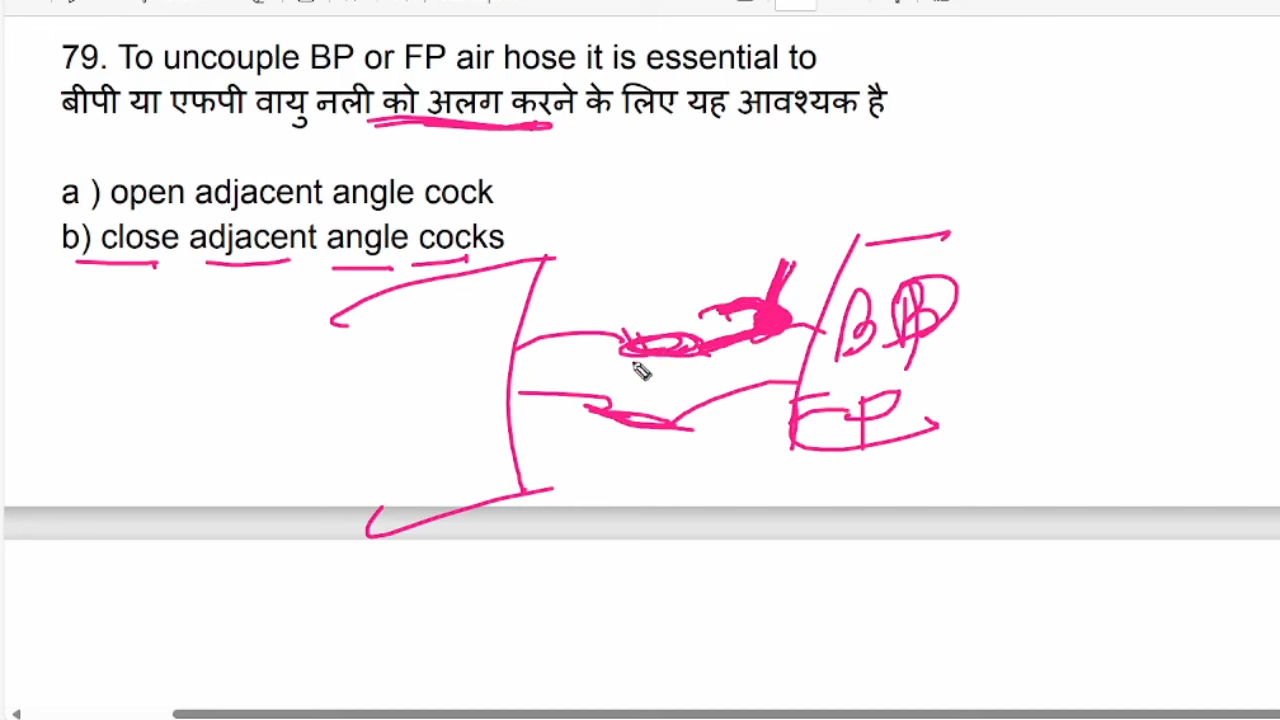 79. To uncouple BP or FP air hose it is essential to
बीपी या एफपी वायु नली को अलग करने के लिए यह आवश्यक है
a ) open adjacent angle cock
b) close adjacent angle cocks
BP
FP